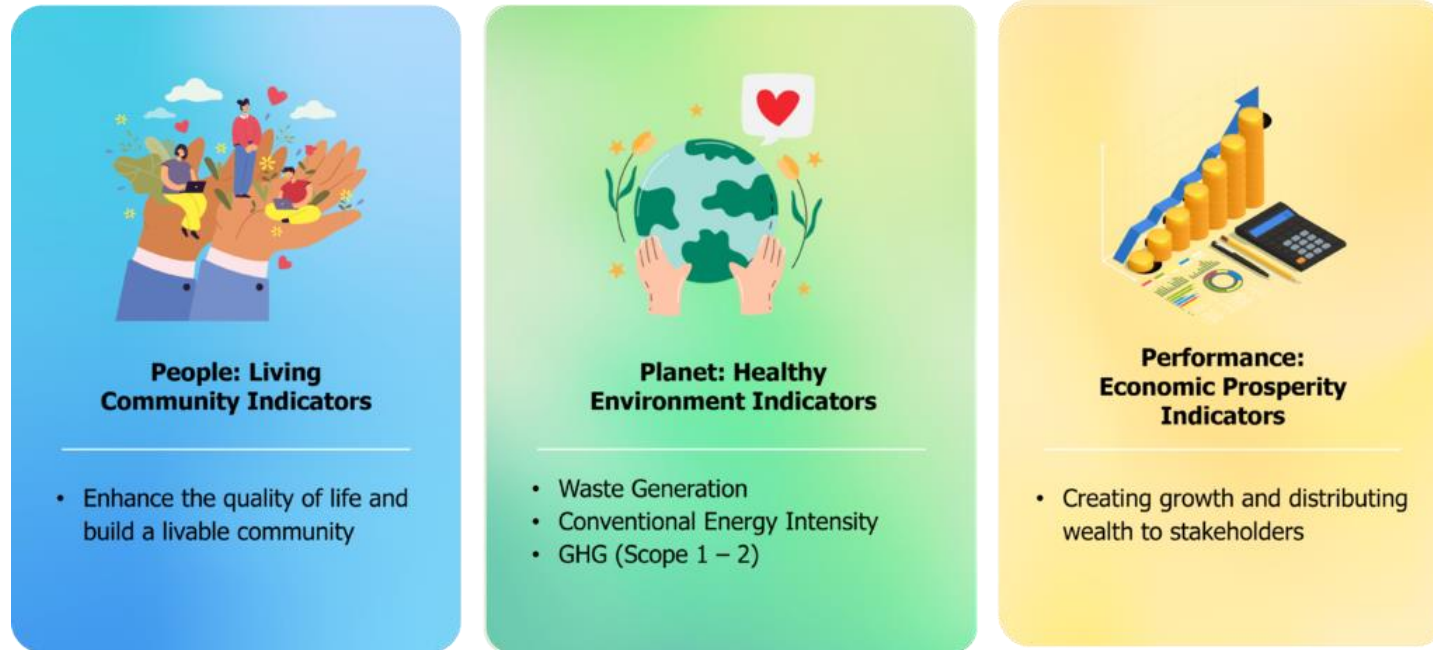 People: Living
Community Indicators
• Enhance the quality of life and
build a livable community
Planet: Healthy
Environment Indicators
• Waste Generation
• Conventional Energy Intensity
• GHG (Scope 1 – 2)
Performance:
Economic Prosperity
Indicators
• Creating growth and distributing
wealth to stakeholders